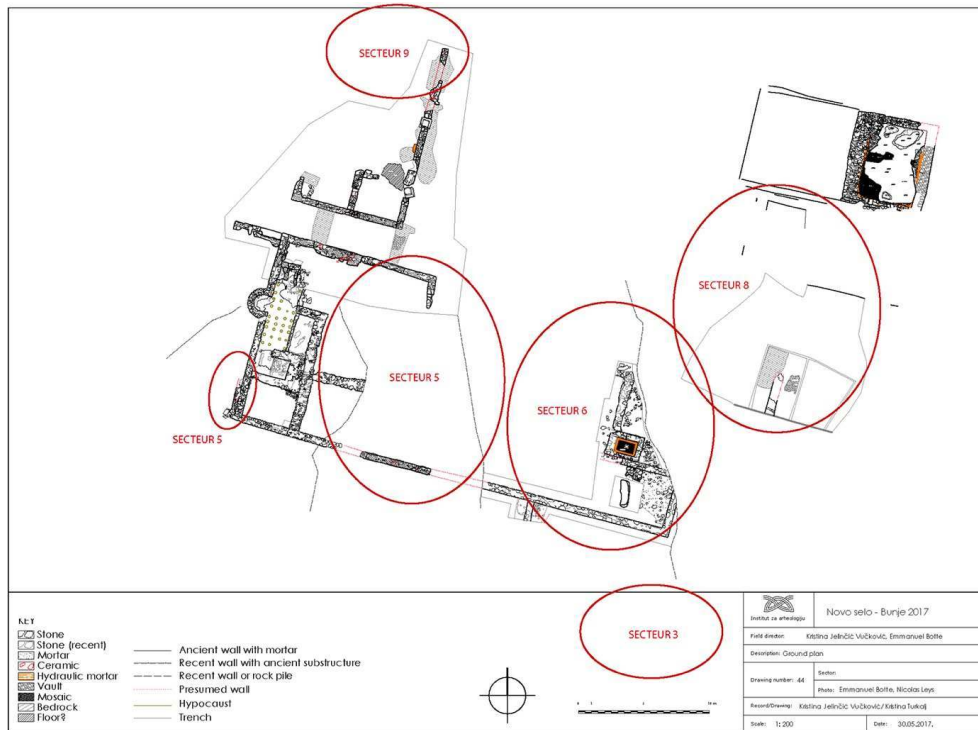 SECTEUR 9
SECTEUR 8
SECTEUR 5
SECTEUR 6
SECTEUR 5
SECTEUR 3
KEY
Stone
Stone (recent)
Mortar
Ceramic
Hydraulic mortar
Vault
Mosaic
Bedrock
Floor?
Ancient wall with mortar
Recent wall with ancient substructure
Recent wall or rock pile
Presumed wall
Hypocaust
Trench
0 1 10 m
Institut za arheologiju
Novo selo - Bunje 2017
Field director: Kristina Jelinčić Vučković, Emmanuel Botte
Description: Ground plan
Drawing number: 44
Sector:
Photo: Emmanuel Botte, Nicolas Leys
Record/Drawing: Kristina Jelinčić Vučković/ Kristina Turkalj
Scale: 1: 200
Date: 30.05.2017.